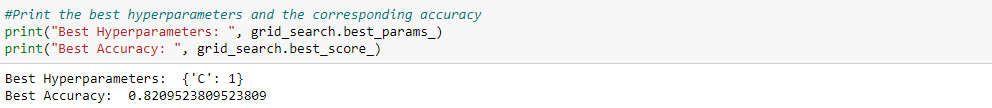 #Print the best hyperparameters and the corresponding accuracy
print("Best Hyperparameters: ", grid_search.best_params_)
print("Best Accuracy: ", grid_search.best_score_)
Best Hyperparameters:  {'C': 1}
Best Accuracy:  0.8209523809523809